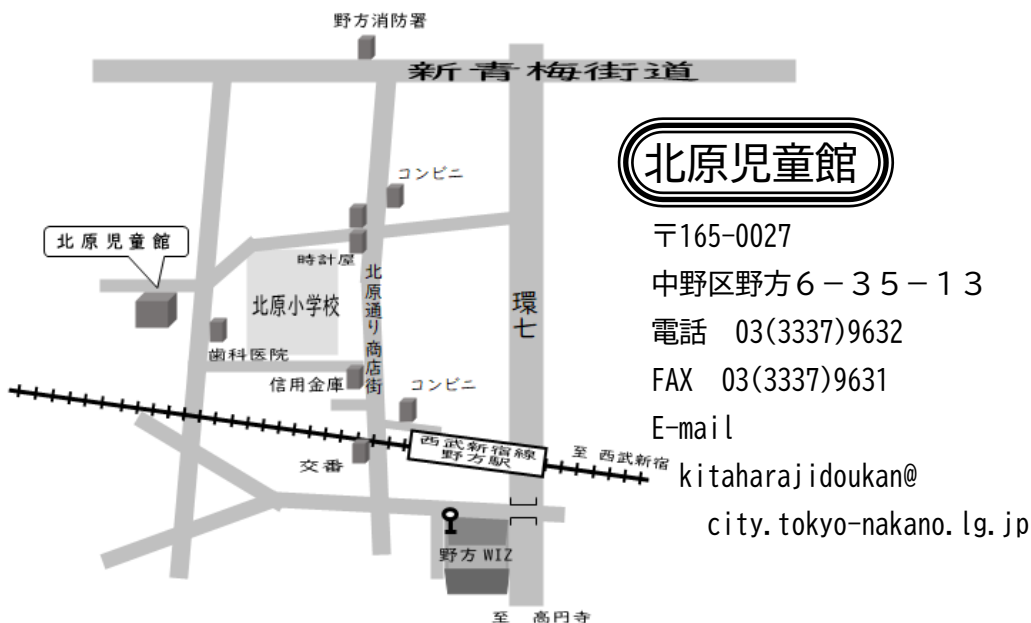 野方消防署
新青梅街道
コンビニ
北原児童館
時計屋
北原小学校
北原通り商店街
環七
歯科医院
信用金庫
コンビニ
交番
西武新宿線
野方駅
至 西武新宿
野方WIZ
至 高円寺
北原児童館
〒165-0027
中野区野方6-35-13
電話 03(3337)9632
FAX 03(3337)9631
E-mail
kitaharajidoukan@
city.tokyo-nakano.lg.jp